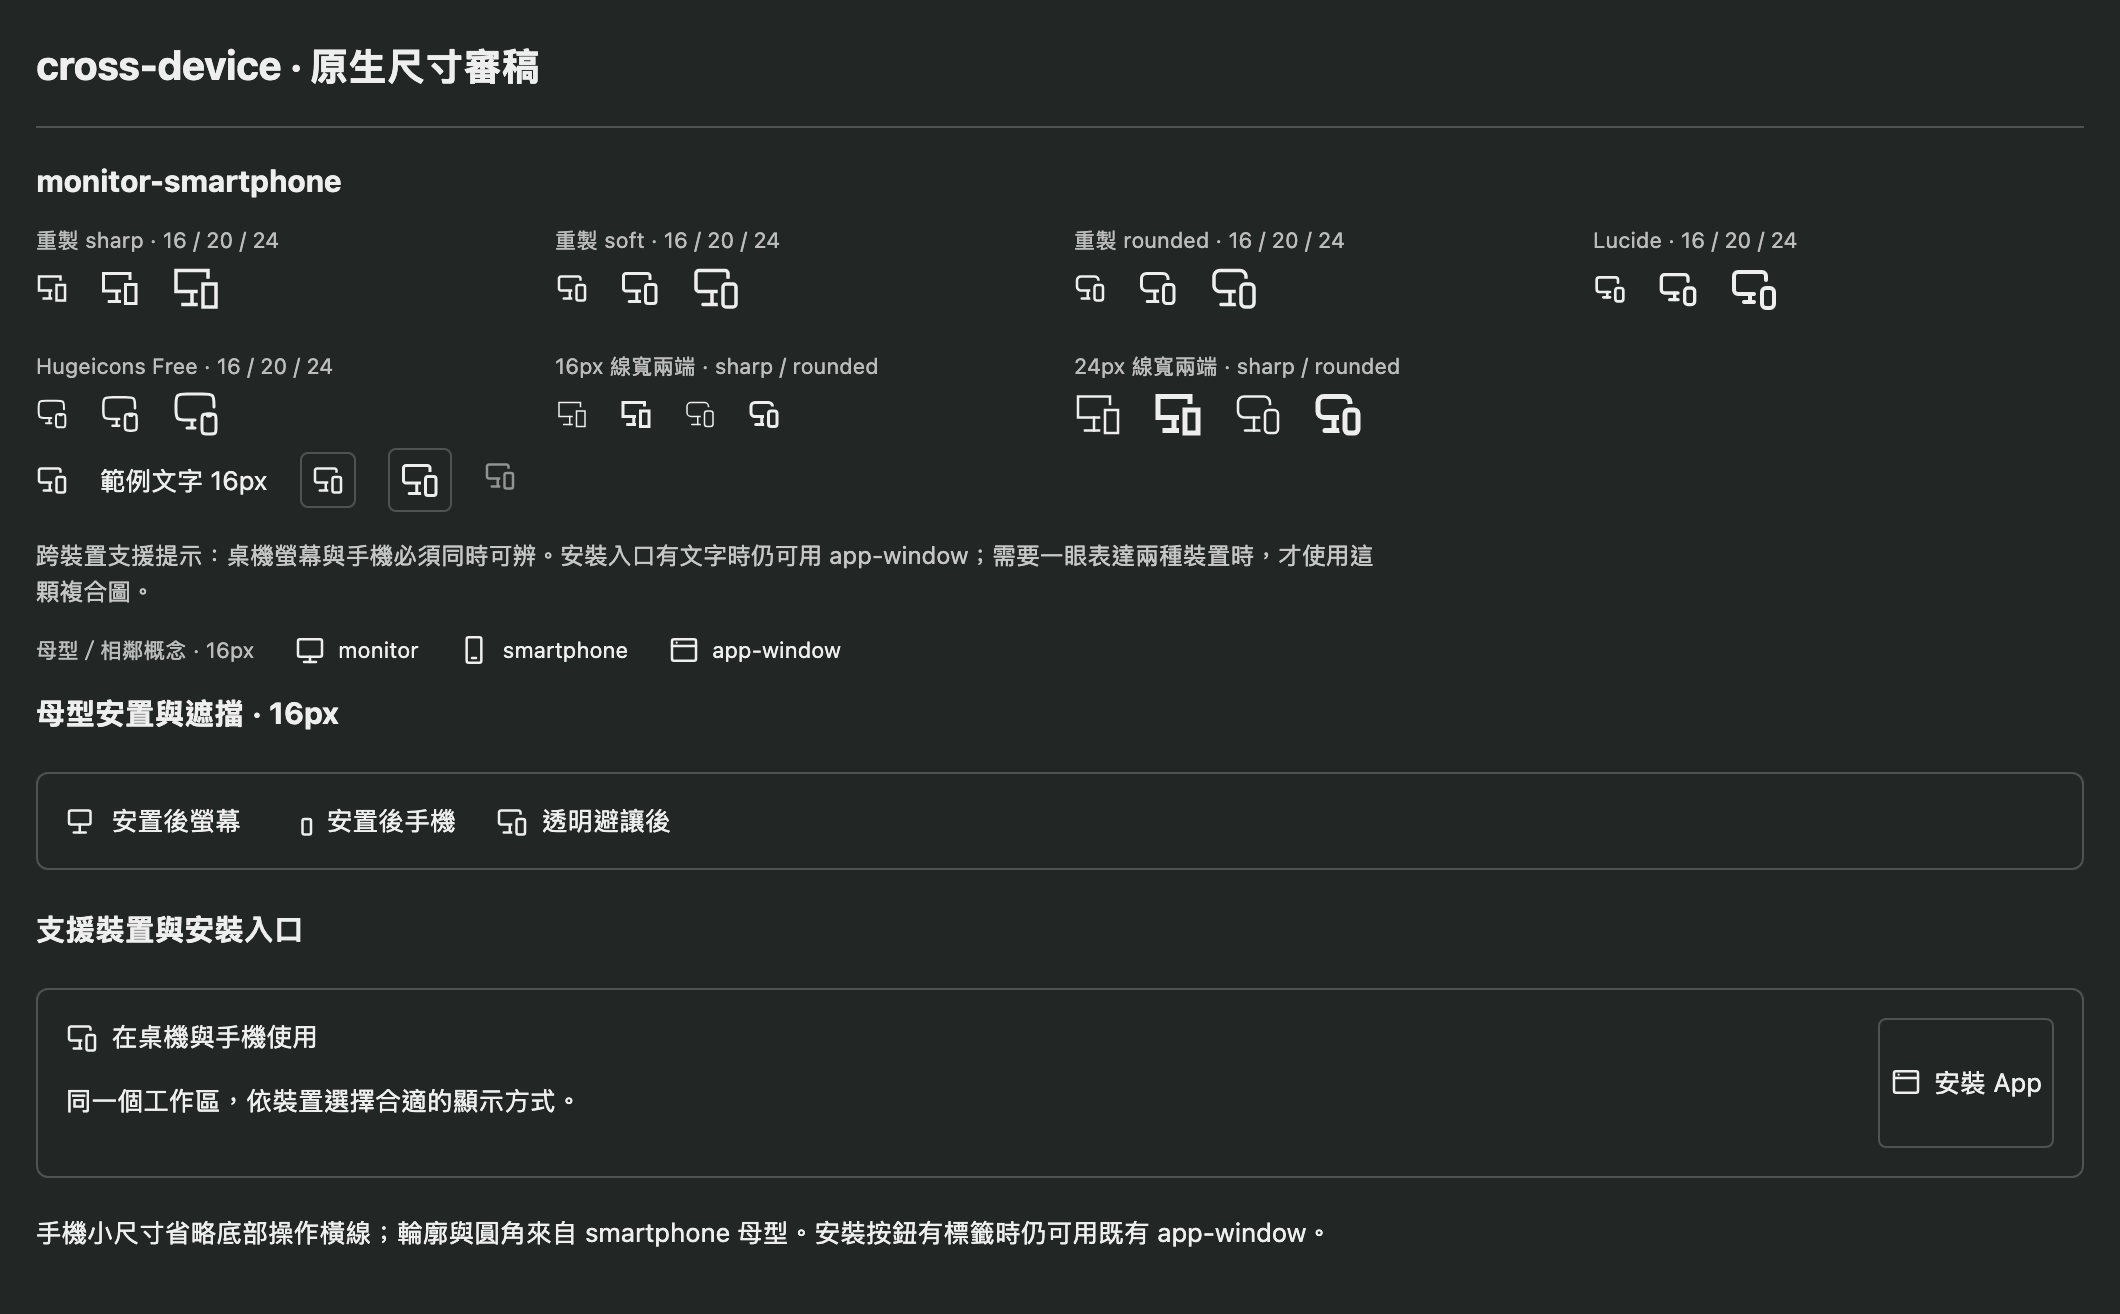 cross-device · 原生尺寸審稿
monitor-smartphone
重製 sharp · 16 / 20 / 24
重製 soft · 16 / 20 / 24
重製 rounded · 16 / 20 / 24
Lucide · 16 / 20 / 24
Hugeicons Free · 16 / 20 / 24
16px 線寬兩端 · sharp / rounded
24px 線寬兩端 · sharp / rounded
範例文字 16px
跨裝置支援提示：桌機螢幕與手機必須同時可辨。安裝入口有文字時仍可用 app-window；需要一眼表達兩種裝置時，才使用這
顆複合圖。
母型 / 相鄰概念 · 16px
monitor
smartphone
app-window
母型安置與遮擋 · 16px
安置後螢幕
安置後手機
透明避讓後
支援裝置與安裝入口
在桌機與手機使用
同一個工作區，依裝置選擇合適的顯示方式。
安裝 App
手機小尺寸省略底部操作橫線；輪廓與圓角來自 smartphone 母型。安裝按鈕有標籤時仍可用既有 app-window。